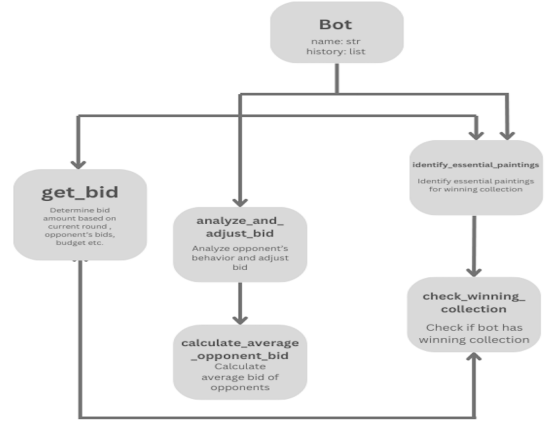 Bot
name: str
history: list
get_bid
Determine bid
amount based on
current round ,
opponent's bids,
budget etc.
analyze_and_
adjust_bid
Analyze opponent's
behavior and adjust
bid
calculate_average
_opponent_bid
Calculate
average bid of
opponents
identify_essential_paintings
Identify essential paintings
for winning collection
check_winning_
collection
Check if bot has
winning collection